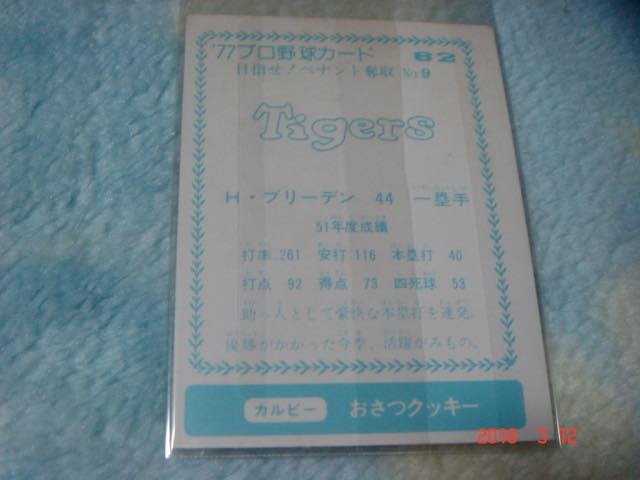 '77プロ野球カード 82
目指せ!ペナント奪取 No.9
Tigers
H・ブリーデン 44 一塁手
51年度成績
打率.261 安打 116 本塁打 40
打点 92 得点 73 四死球 53
助っ人として豪快な本塁打を連発。
優勝がかかった今季、活躍がみもの。
カルビー おさつクッキー
2018 3 12